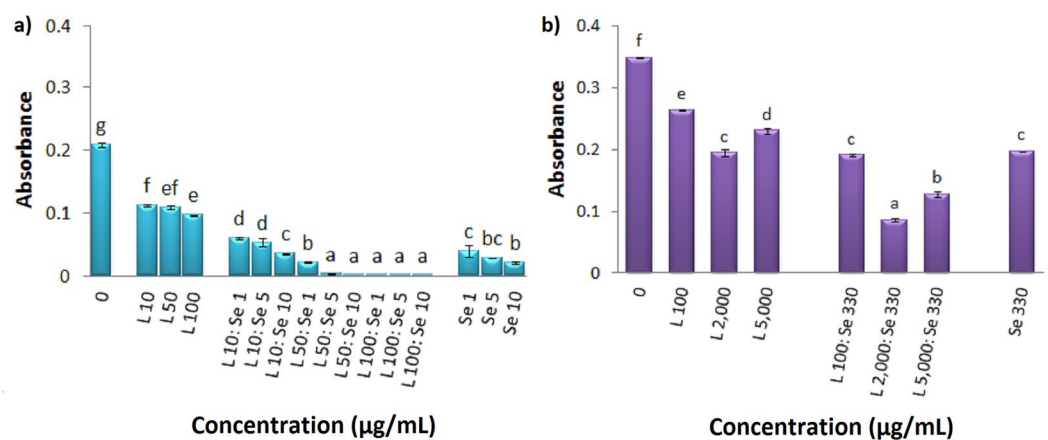 a)
Absorbance
0.4
0.3
0.2
0.1
0
g
f ef e
d d c b a a a a a
c bc b
0
L 10
L 50
L 100
L 10: Se 1
L 10: Se 5
L 10: Se 10
L 50: Se 1
L 50: Se 5
L 50: Se 10
L 100: Se 1
L 100: Se 5
L 100: Se 10
Se 1
Se 5
Se 10
Concentration (μg/mL)
b)
Absorbance
0.4
0.3
0.2
0.1
0
f
e
c
d
c
a
b
c
0
L 100
L 2,000
L 5,000
L 100: Se 330
L 2,000: Se 330
L 5,000: Se 330
Se 330
Concentration (μg/mL)